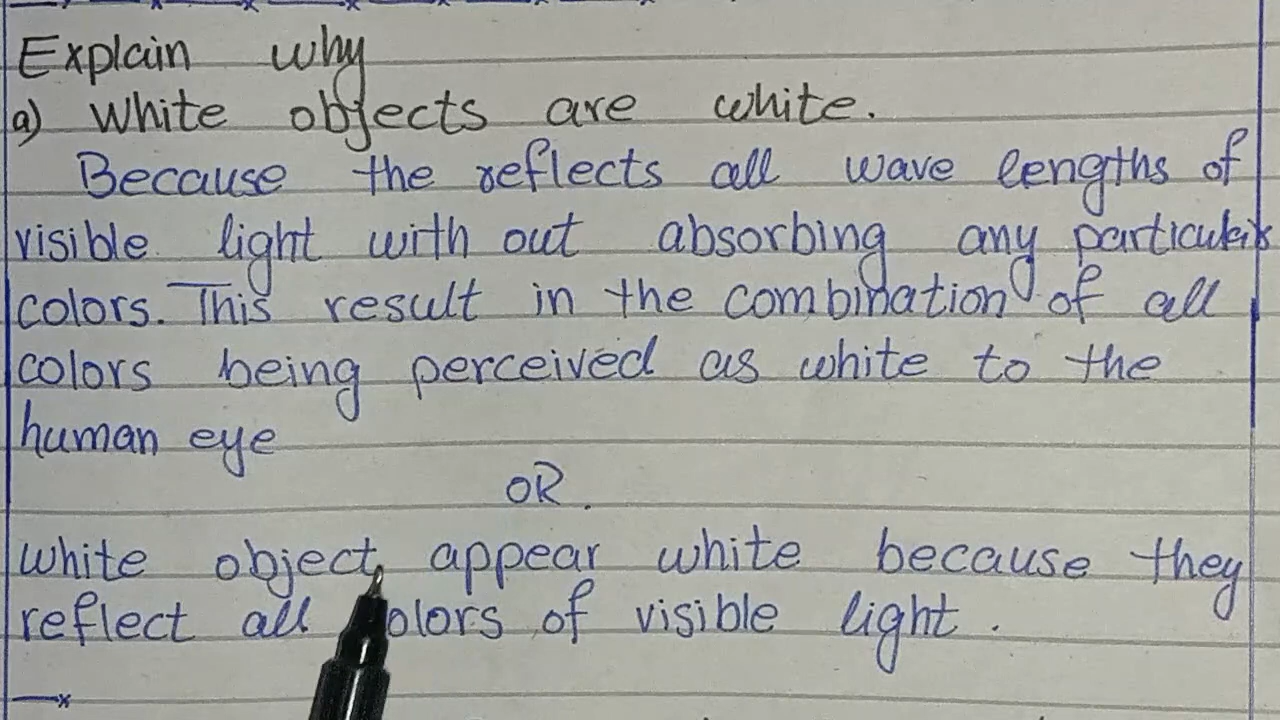 Explain why
a) White objects are white.
Because the reflects all wave lengths of
visible light with out absorbing any particular
colors. This result in the combination of all
colors being perceived as white to the
human eye
OR.
White object appear white because they
reflect all colors of visible light.